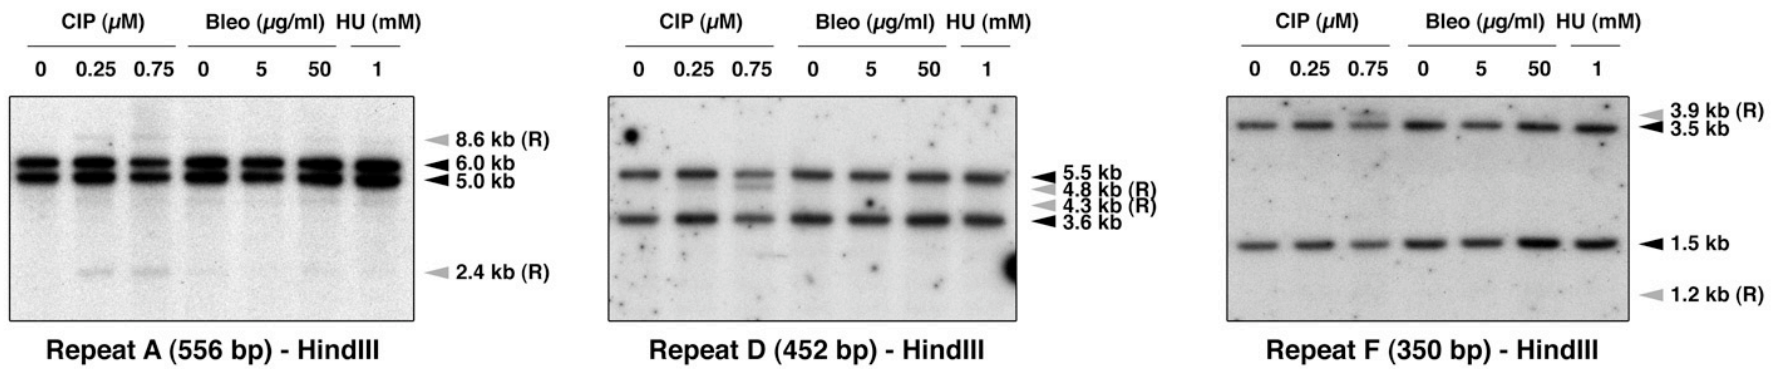 CIP (µM) Bleo (µg/ml) HU (mM)
0 0.25 0.75 0 5 50 1
8.6 kb (R)
6.0 kb
5.0 kb
2.4 kb (R)
Repeat A (556 bp) - HindIII
CIP (µM) Bleo (µg/ml) HU (mM)
0 0.25 0.75 0 5 50 1
5.5 kb
4.8 kb (R)
4.3 kb (R)
3.6 kb
Repeat D (452 bp) - HindIII
CIP (µM) Bleo (µg/ml) HU (mM)
0 0.25 0.75 0 5 50 1
3.9 kb (R)
3.5 kb
1.5 kb
1.2 kb (R)
Repeat F (350 bp) - HindIII